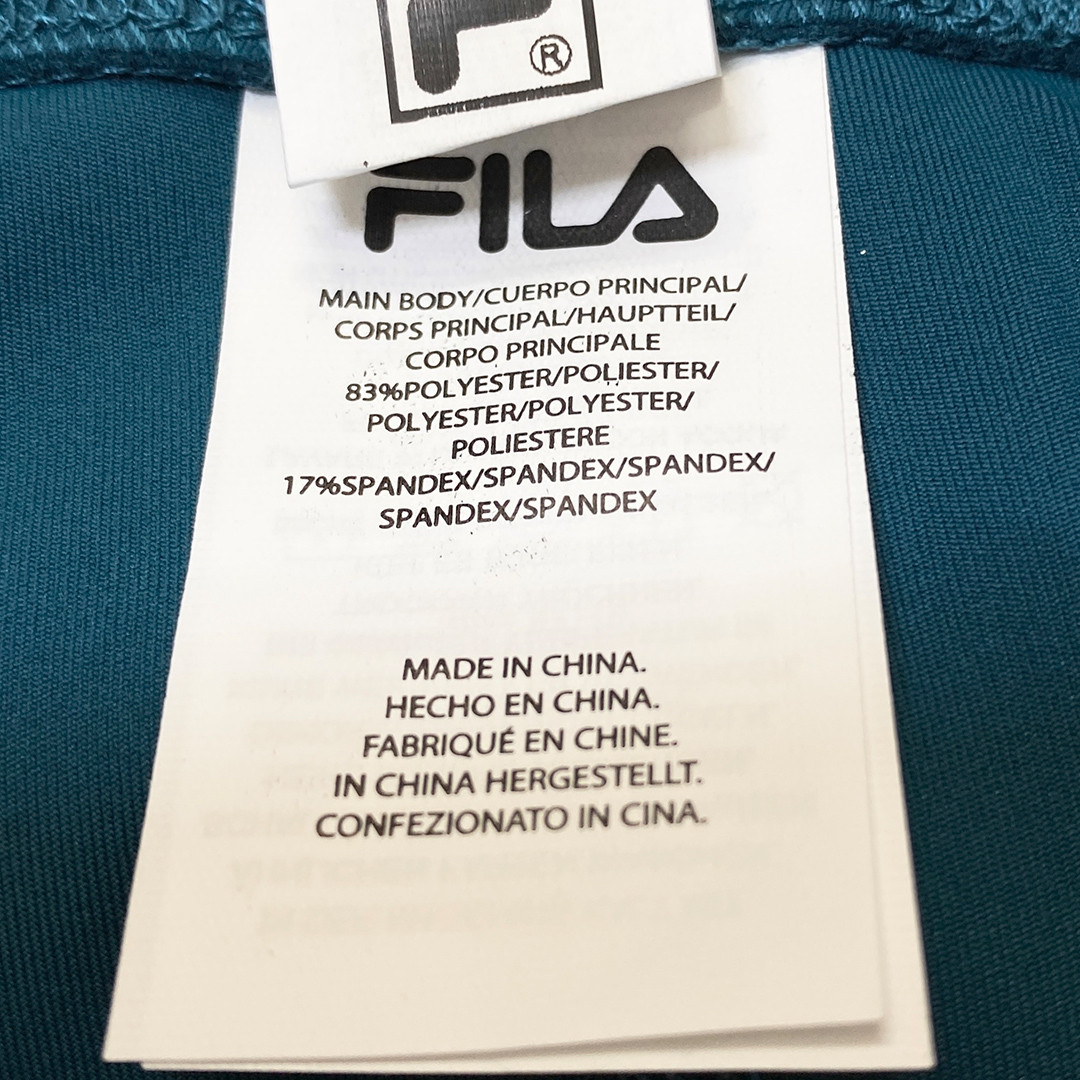 ®
FILA
MAIN BODY/CUERPO PRINCIPAL/
CORPS PRINCIPAL/HAUPTTEIL/
CORPO PRINCIPALE
83%POLYESTER/POLIESTER/
POLYESTER/POLYESTER/
POLIESTERE
17%SPANDEX/SPANDEX/SPANDEX/
SPANDEX/SPANDEX
MADE IN CHINA.
HECHO EN CHINA.
FABRIQUÉ EN CHINE.
IN CHINA HERGESTELLT.
CONFEZIONATO IN CINA.